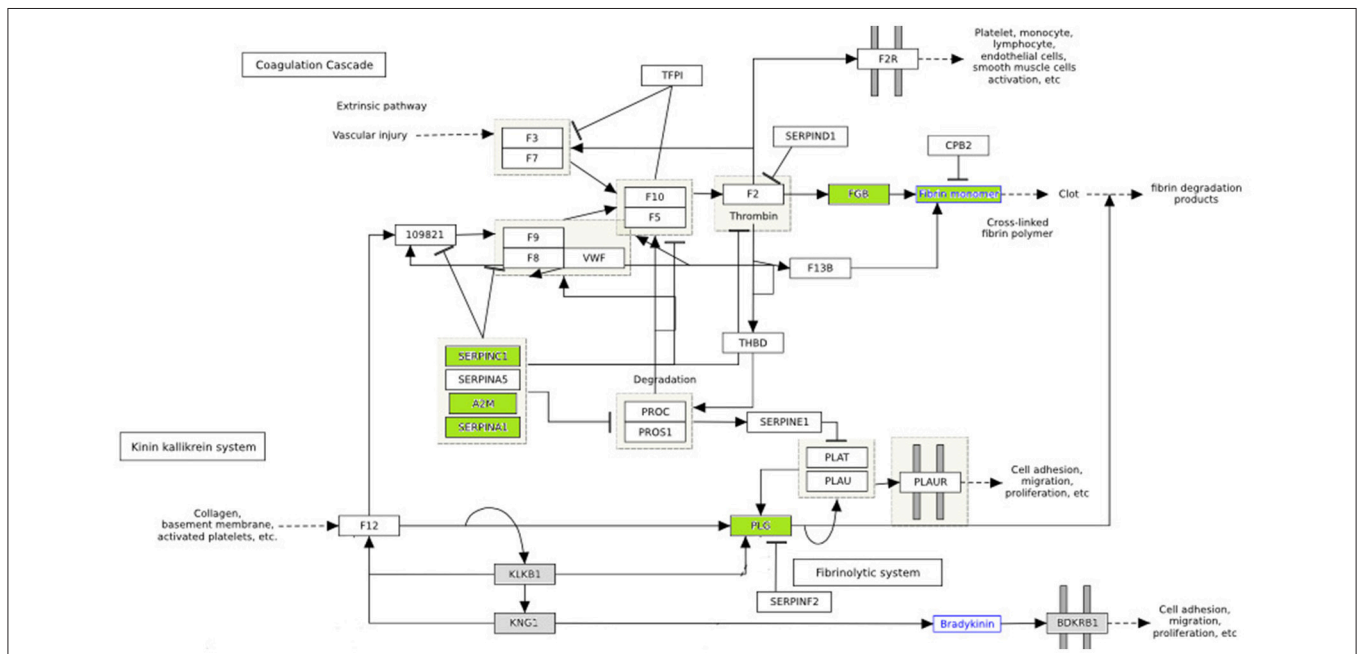 Coagulation Cascade
Extrinsic pathway
Vascular injury
TFPI
F3
F7
F10
F5
SERPIND1
F2
Thrombin
F2R
Platelet, monocyte,
lymphocyte,
endothelial cells,
smooth muscle cells
activation, etc
CPB2
FGB
Fibrin monomer
Clot
fibrin degradation
products
Cross-linked
fibrin polymer
109821
F9
F8
VWF
F13B
THBD
SERPINC1
SERPINA5
A2M
SERPINA1
Degradation
PROC
PROS1
SERPINE1
PLAT
PLAU
PLAUR
Cell adhesion,
migration,
proliferation, etc
Kinin kallikrein system
Collagen,
basement membrane,
activated platelets, etc.
F12
PLG
KLKB1
KNG1
SERPINF2
Fibrinolytic system
Bradykinin
BDKRB1
Cell adhesion,
migration,
proliferation, etc